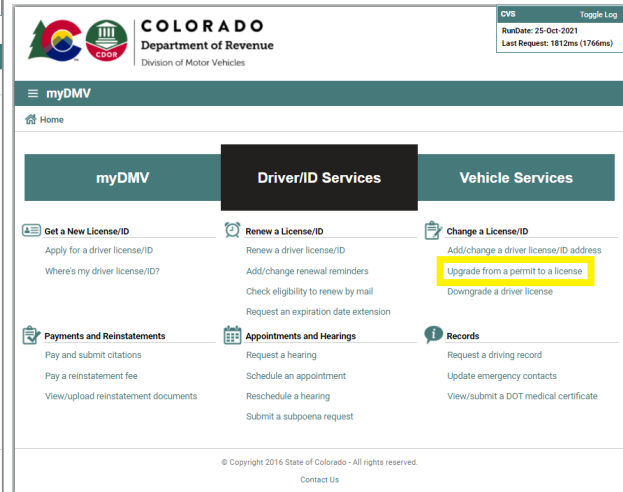 COLORADO
Department of Revenue
Division of Motor Vehicles
CDOR
CVS Toggle Log
RunDate: 25-Oct-2021
Last Request: 1812ms (1766ms)
≡ myDMV
Home
myDMV
Driver/ID Services
Vehicle Services
Get a New License/ID
Apply for a driver license/ID
Where's my driver license/ID?
Renew a License/ID
Renew a driver license/ID
Add/change renewal reminders
Check eligibility to renew by mail
Request an expiration date extension
Change a License/ID
Add/change a driver license/ID address
Upgrade from a permit to a license
Downgrade a driver license
Payments and Reinstatements
Pay and submit citations
Pay a reinstatement fee
View/upload reinstatement documents
Appointments and Hearings
Request a hearing
Schedule an appointment
Reschedule a hearing
Submit a subpoena request
Records
Request a driving record
Update emergency contacts
View/submit a DOT medical certificate
© Copyright 2016 State of Colorado - All rights reserved.
Contact Us